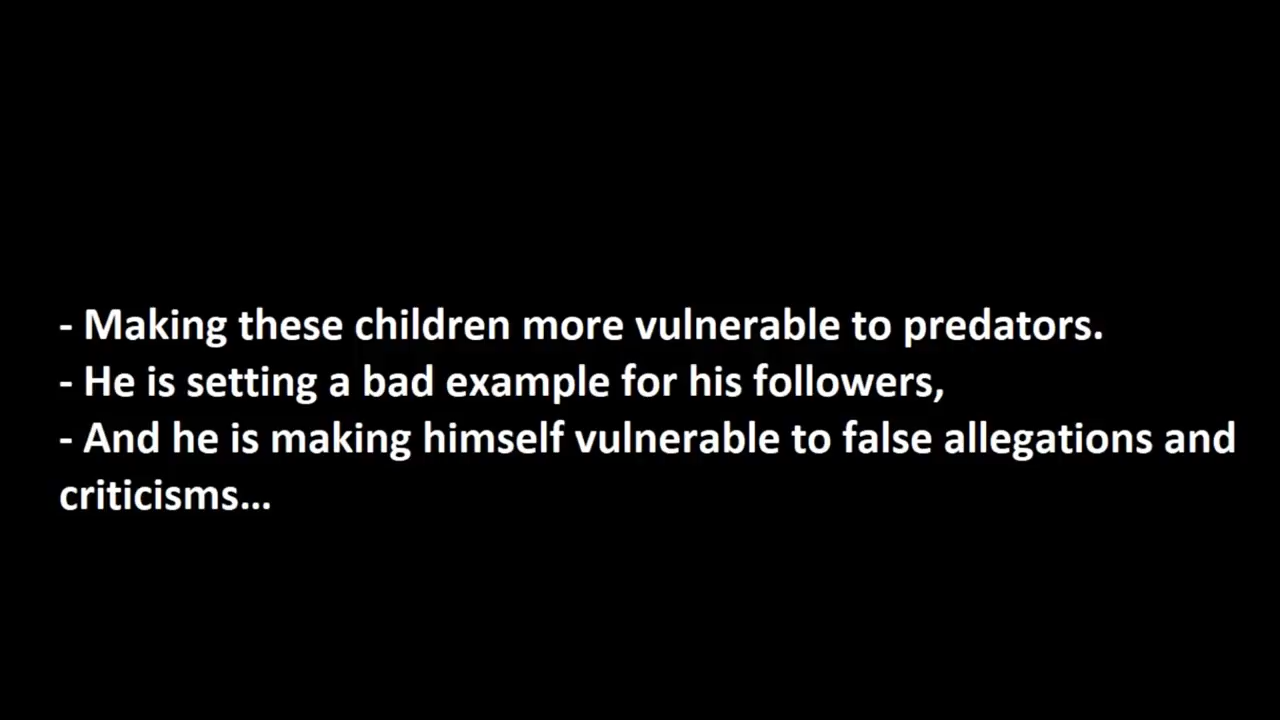 - Making these children more vulnerable to predators.
- He is setting a bad example for his followers,
- And he is making himself vulnerable to false allegations and
criticisms...